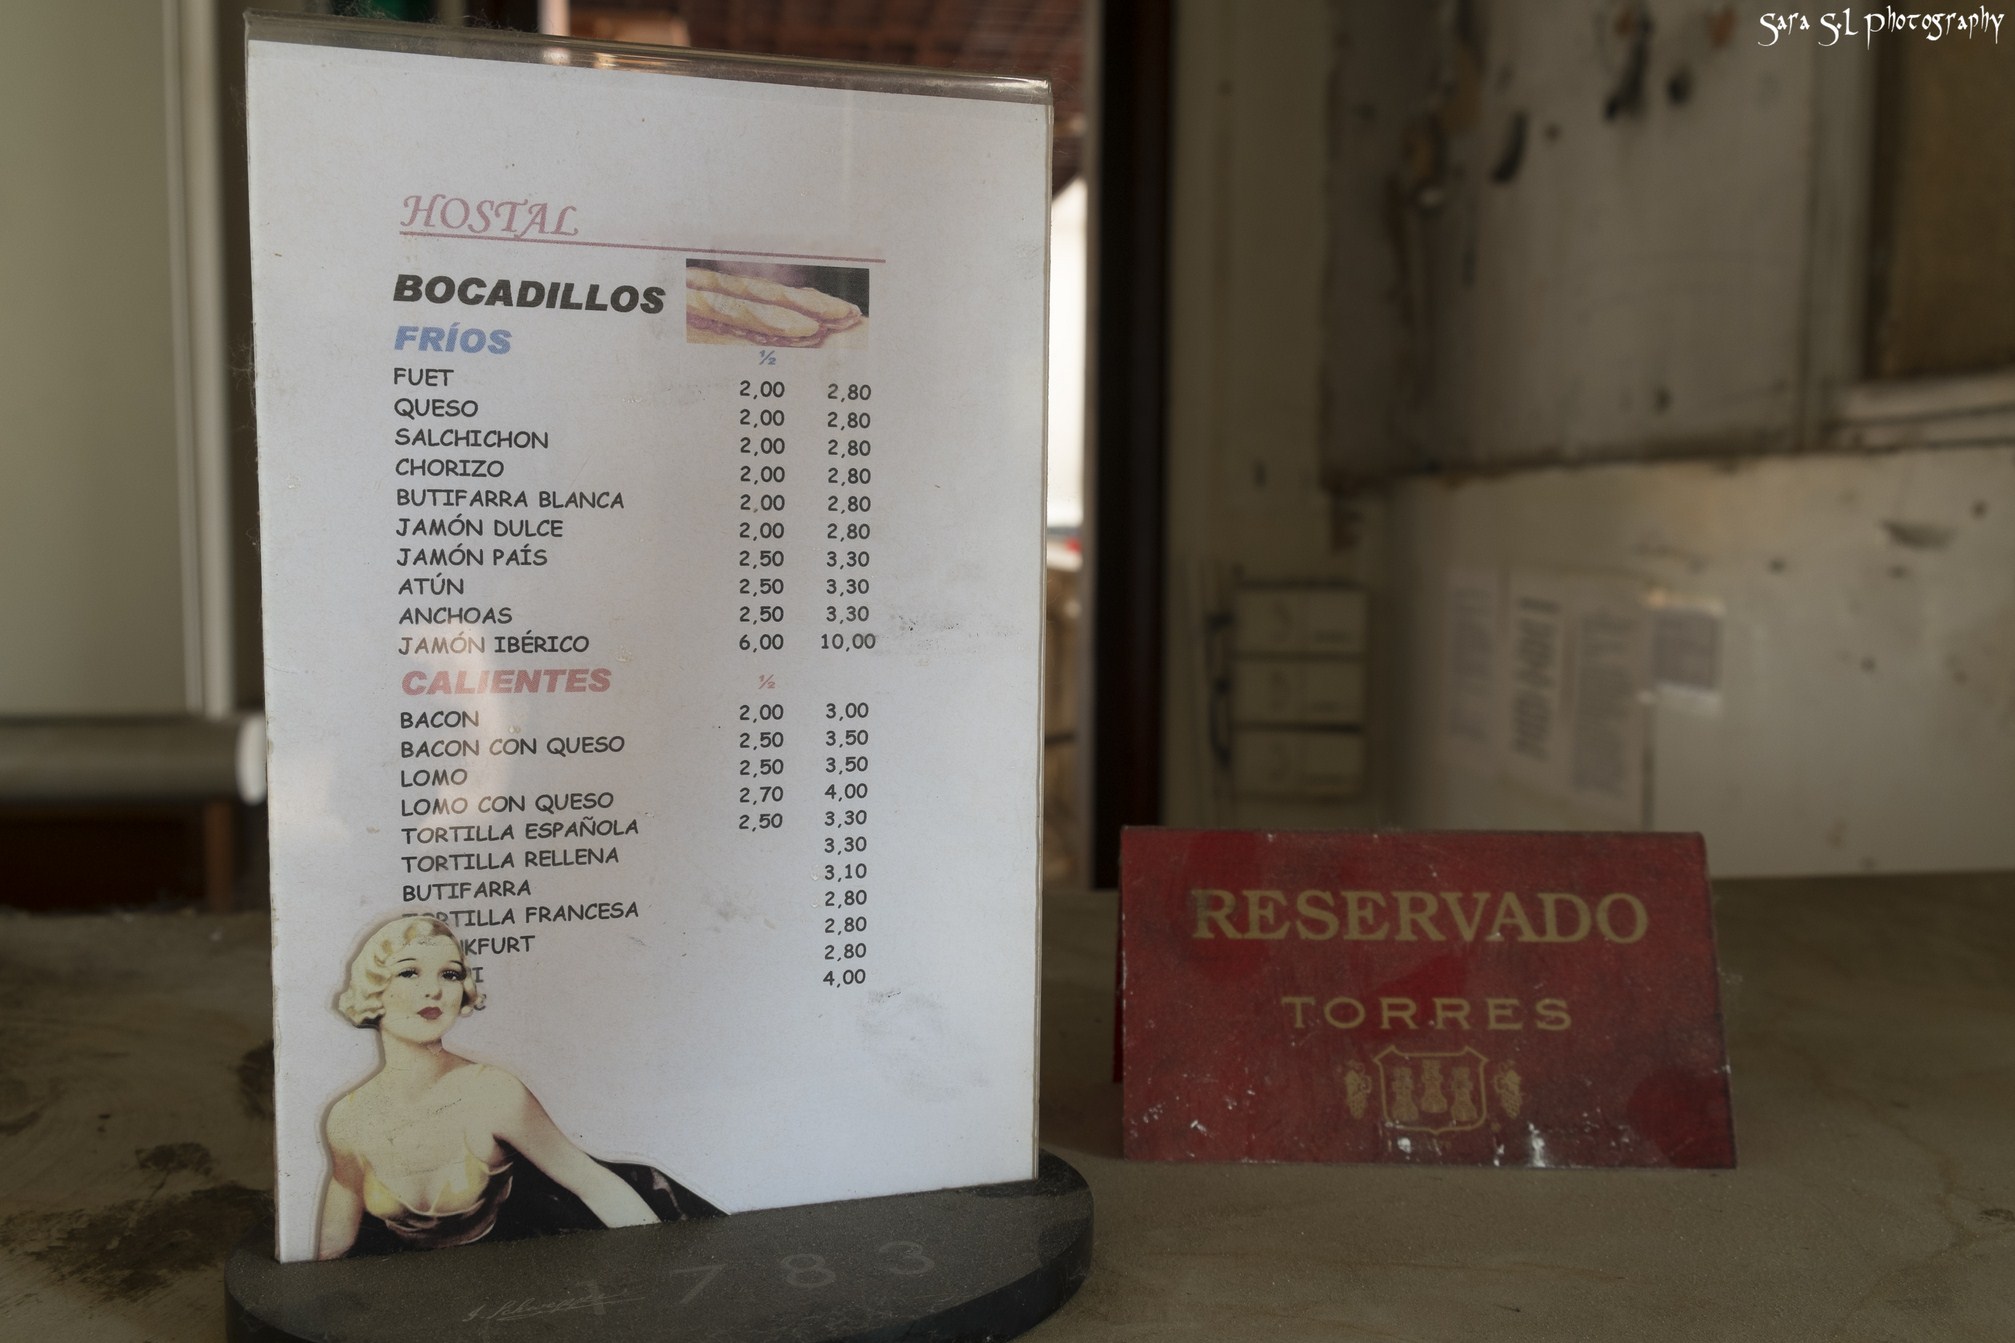 Sara S.L Photography
HOSTAL
BOCADILLOS
FRÍOS ½
FUET 2,00 2,80
QUESO 2,00 2,80
SALCHICHON 2,00 2,80
CHORIZO 2,00 2,80
BUTIFARRA BLANCA 2,00 2,80
JAMÓN DULCE 2,00 2,80
JAMÓN PAÍS 2,50 3,30
ATÚN 2,50 3,30
ANCHOAS 2,50 3,30
JAMÓN IBÉRICO 6,00 10,00
CALIENTES ½
BACON 2,00 3,00
BACON CON QUESO 2,50 3,50
LOMO 2,50 3,50
LOMO CON QUESO 2,70 4,00
TORTILLA ESPAÑOLA 2,50 3,30
TORTILLA RELLENA 3,30
BUTIFARRA 3,10
TORTILLA FRANCESA 2,80
KFURT 2,80
I 2,80
4,00
1783
RESERVADO
TORRES